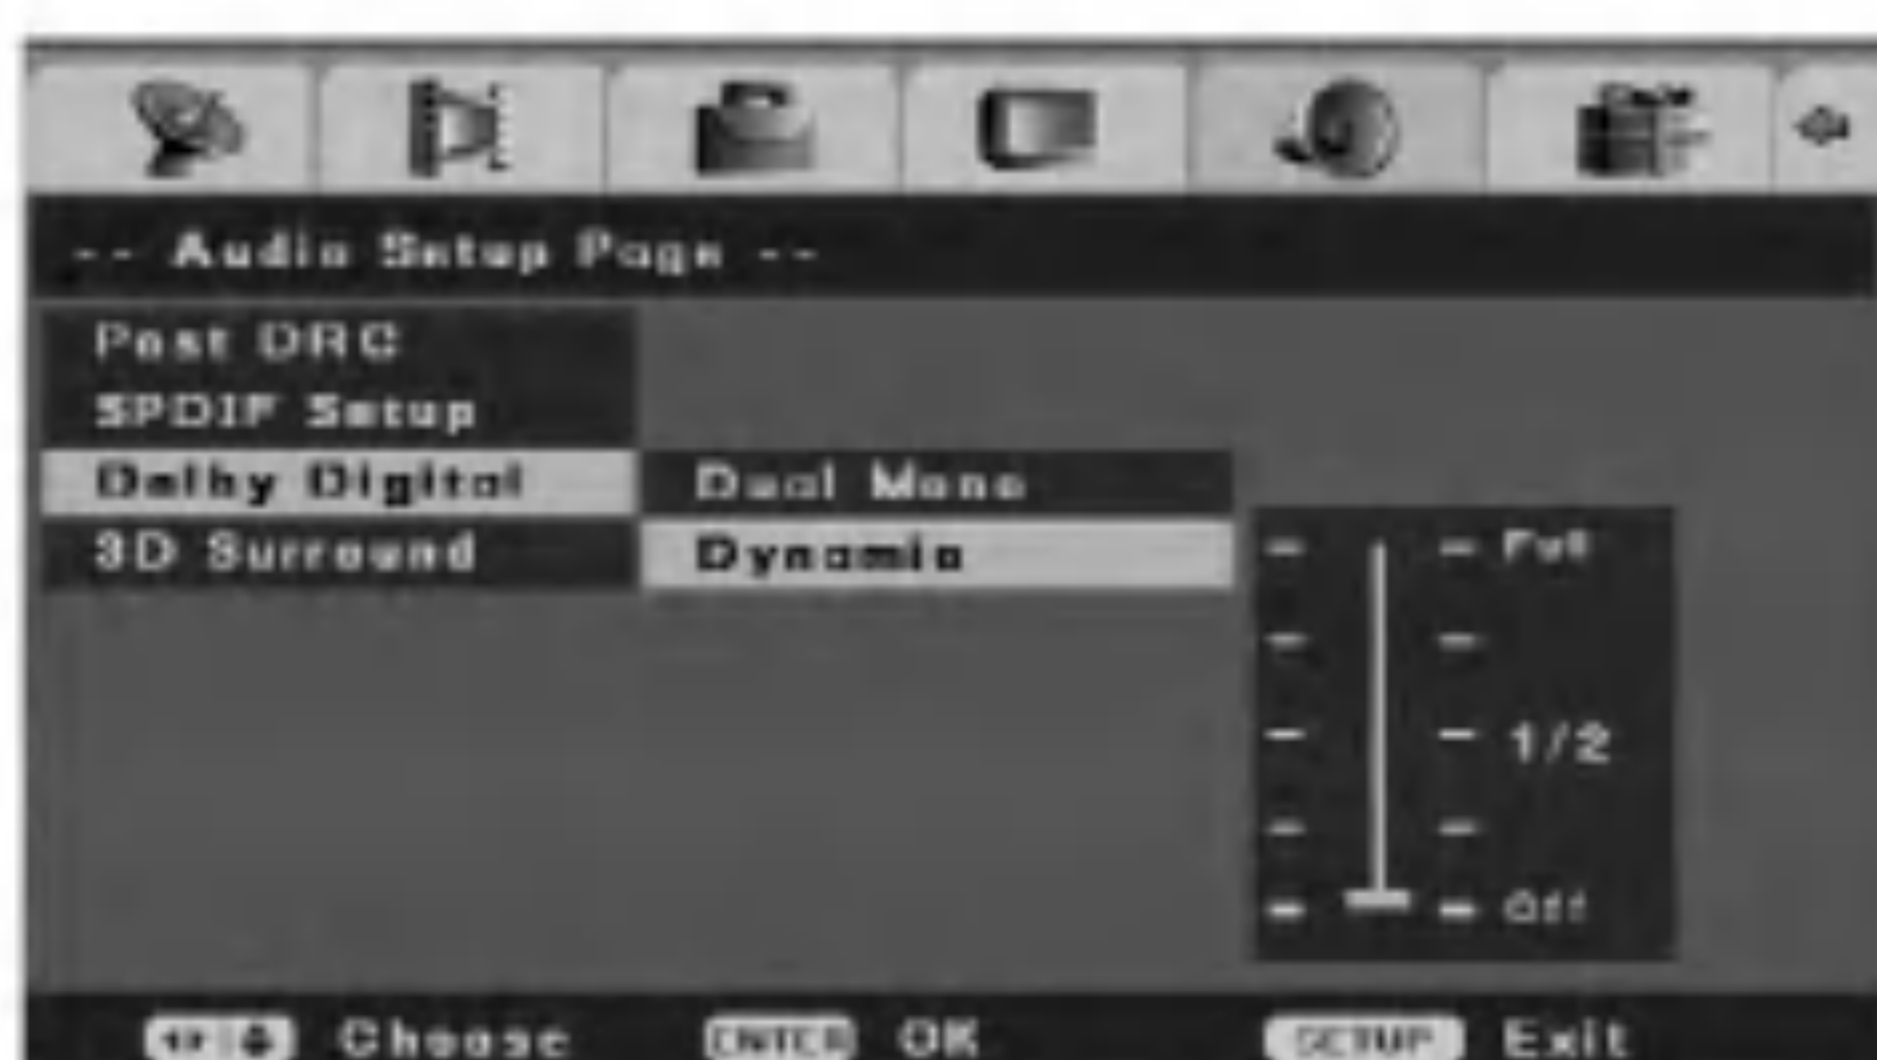 -- Audio Setup Page --
Post DRC
SPDIF Setup
Dolby Digital
Dual Mono
3D Surround
Dynamic
Full
1/2
Off
Choose ENTER OK SETUP Exit